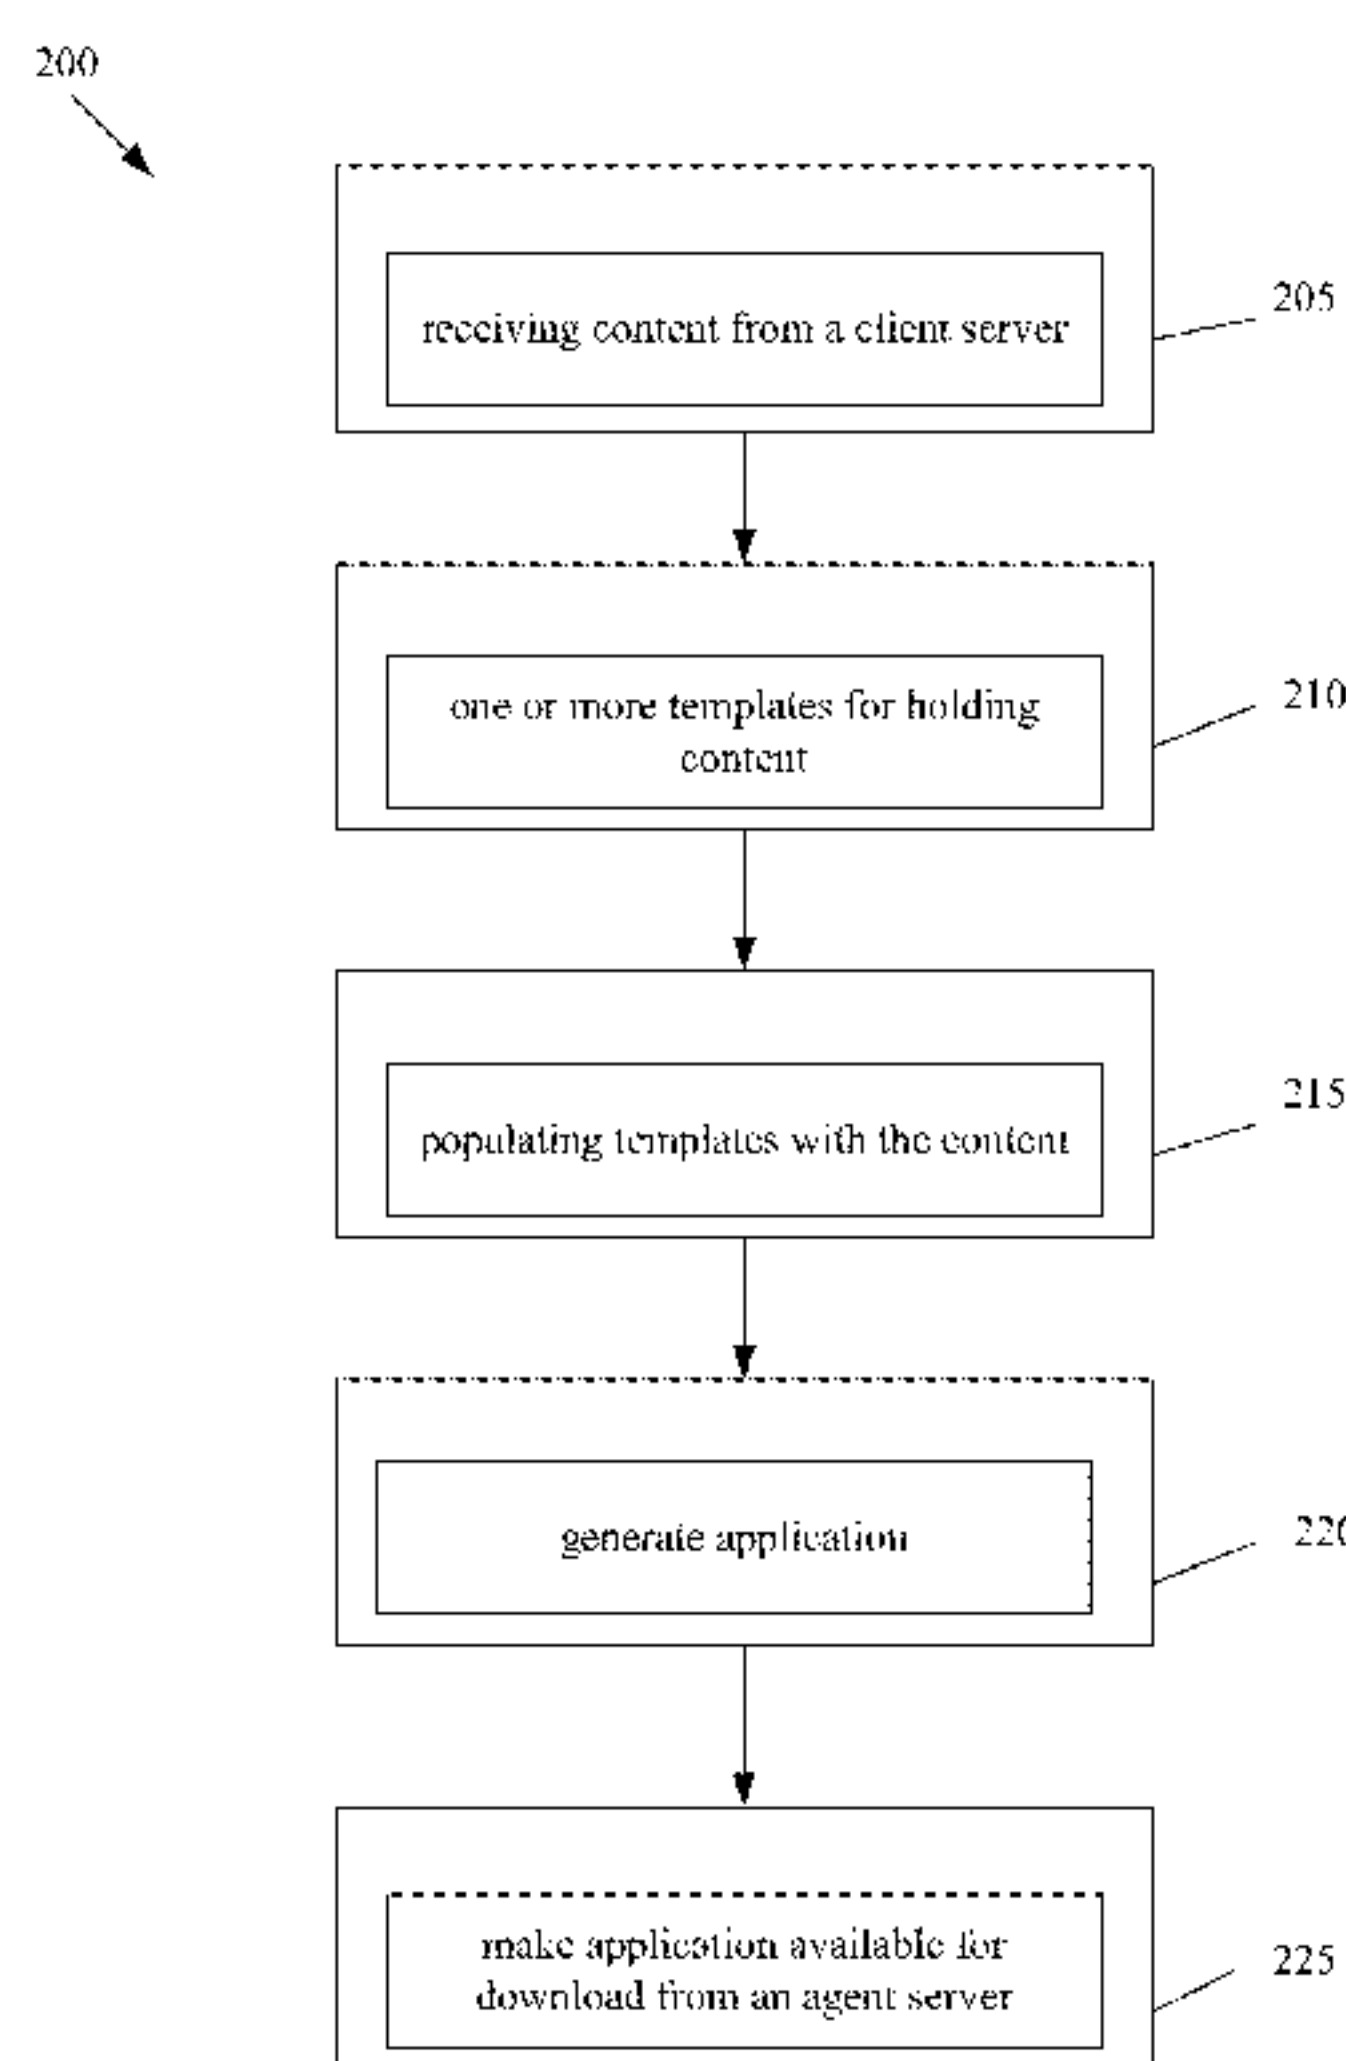 200
receiving content from a client server
205
one or more templates for holding
content
210
populating templates with the content
215
generate application
220
make application available for
download from an agent server
225